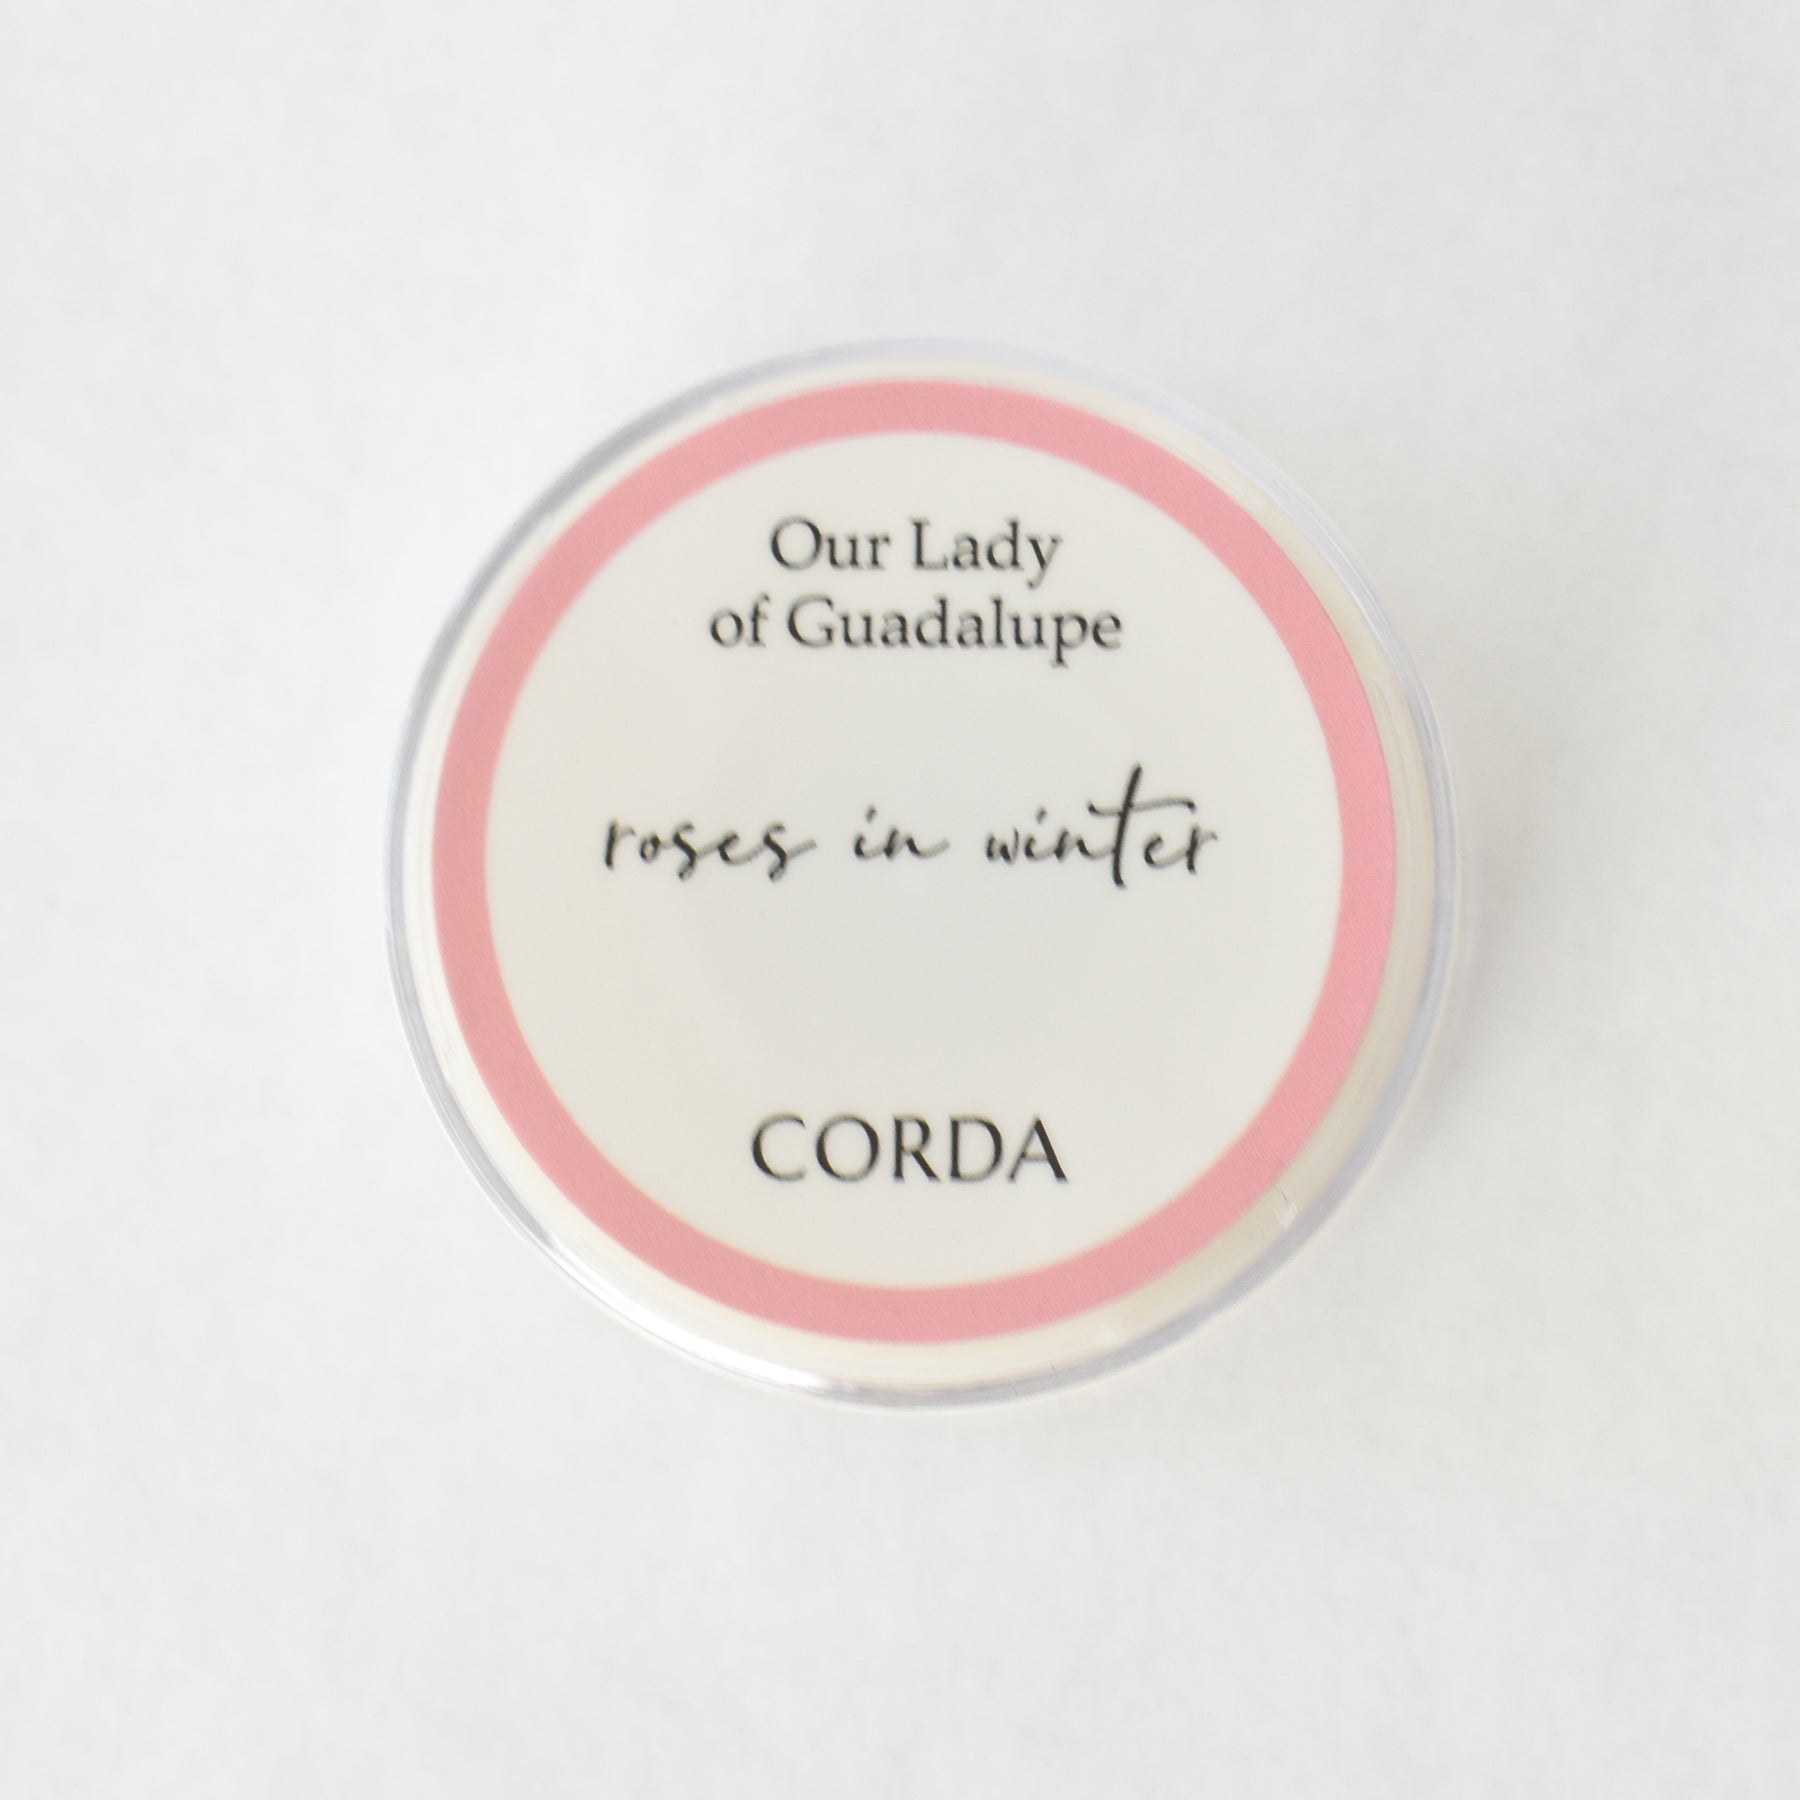 Our Lady
of Guadalupe
roses in winter
CORDA